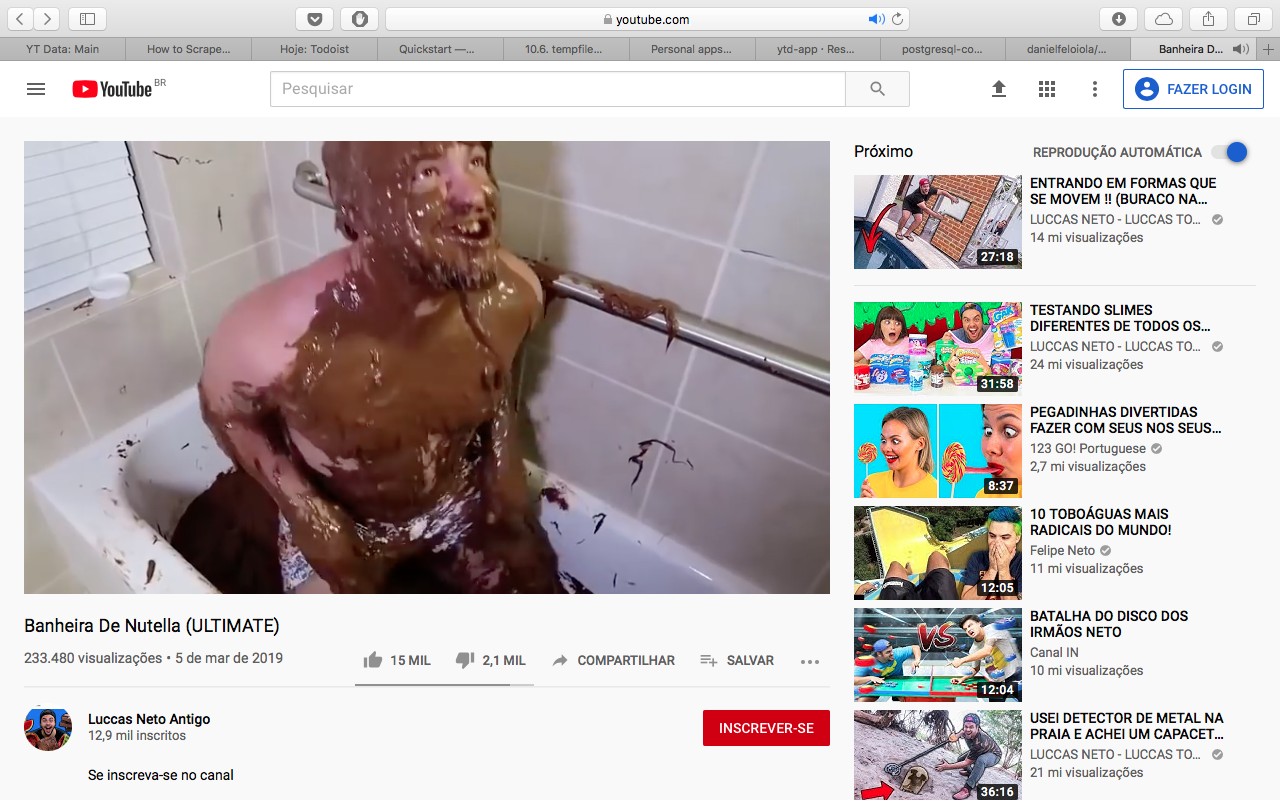 youtube.com
YT Data: Main
How to Scrape...
Hoje: Todoist
Quickstart —...
10.6. tempfile...
Personal apps...
ytd-app · Res...
postgresql-co...
danielfeloiola/...
Banheira D...
YouTube BR
Pesquisar
FAZER LOGIN
Próximo
REPRODUÇÃO AUTOMÁTICA
ENTRANDO EM FORMAS QUE
SE MOVEM !! (BURACO NA...
LUCCAS NETO - LUCCAS TO...
14 mi visualizações
27:18
TESTANDO SLIMES
DIFERENTES DE TODOS OS...
LUCCAS NETO - LUCCAS TO...
24 mi visualizações
31:58
PEGADINHAS DIVERTIDAS
FAZER COM SEUS NOS SEUS...
123 GO! Portuguese
2,7 mi visualizações
8:37
10 TOBOÁGUAS MAIS
RADICAIS DO MUNDO!
Felipe Neto
11 mi visualizações
12:05
BATALHA DO DISCO DOS
IRMÃOS NETO
Canal IN
10 mi visualizações
VS
12:04
USEI DETECTOR DE METAL NA
PRAIA E ACHEI UM CAPACET...
LUCCAS NETO - LUCCAS TO...
21 mi visualizações
36:16
Banheira De Nutella (ULTIMATE)
233.480 visualizações • 5 de mar de 2019
15 MIL
2,1 MIL
COMPARTILHAR
SALVAR
Luccas Neto Antigo
12,9 mil inscritos
INSCREVER-SE
Se inscreva-se no canal